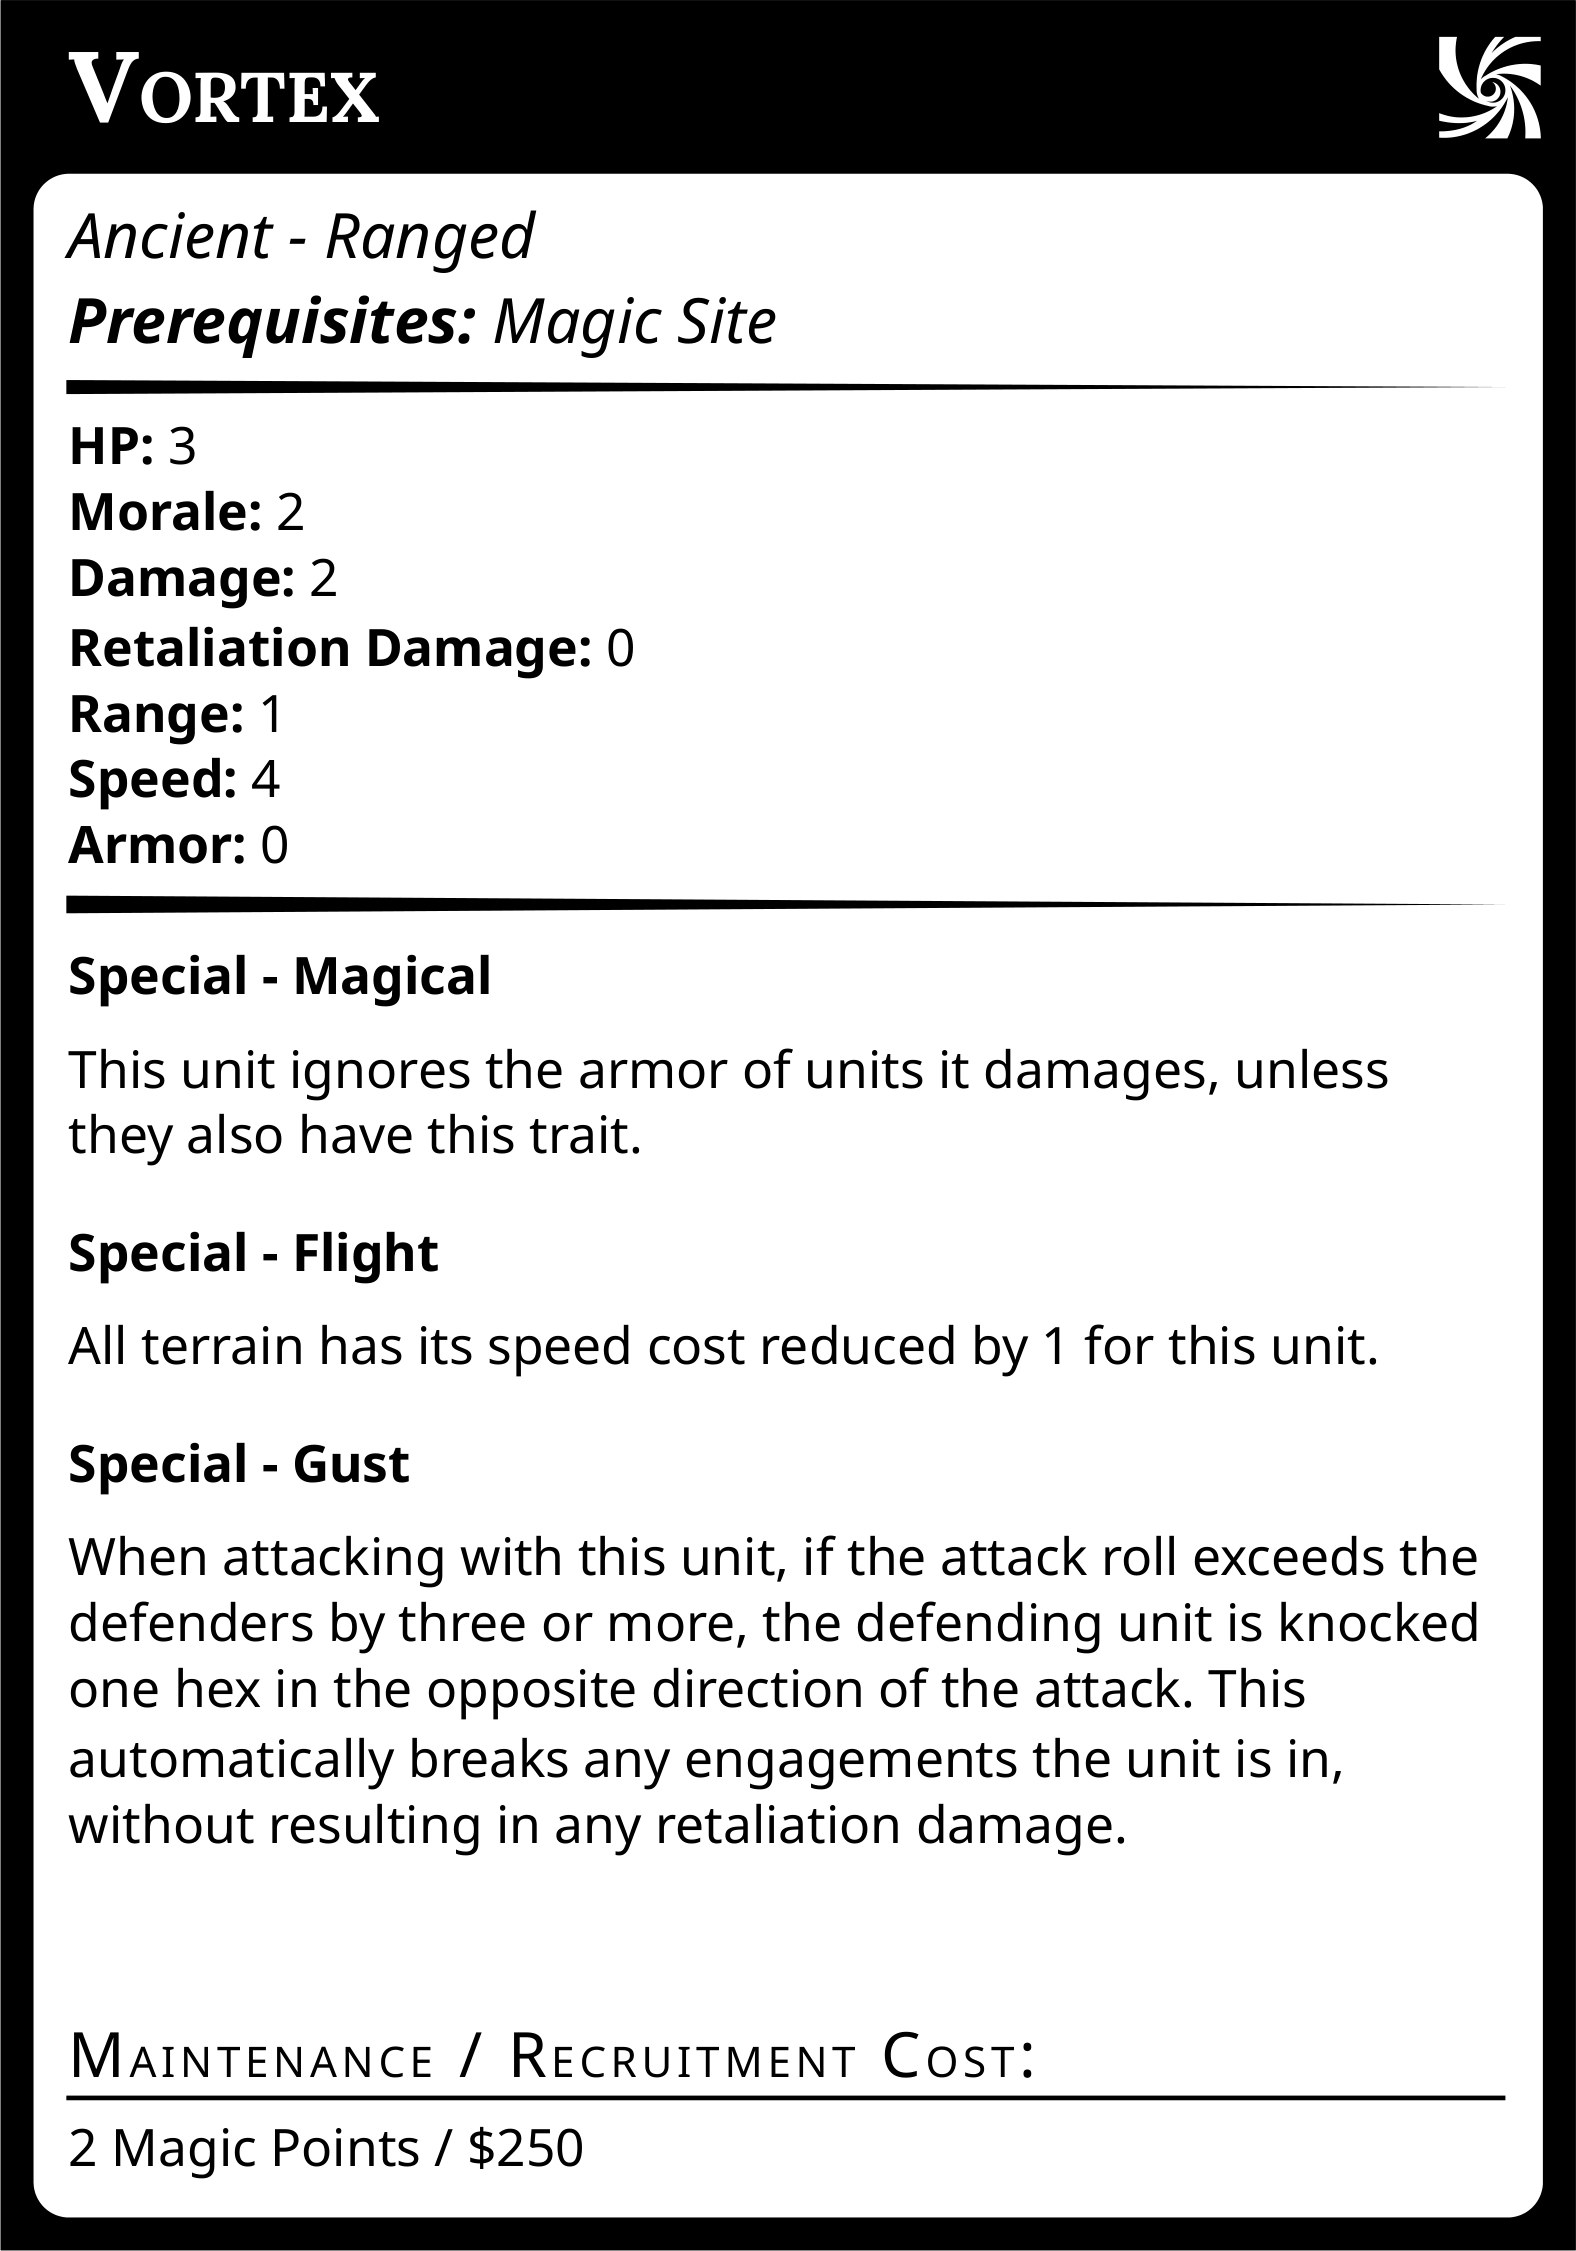 Vortex
Ancient - Ranged
Prerequisites: Magic Site
HP: 3
Morale: 2
Damage: 2
Retaliation Damage: 0
Range: 1
Speed: 4
Armor: 0
Special - Magical
This unit ignores the armor of units it damages, unless
they also have this trait.
Special - Flight
All terrain has its speed cost reduced by 1 for this unit.
Special - Gust
When attacking with this unit, if the attack roll exceeds the
defenders by three or more, the defending unit is knocked
one hex in the opposite direction of the attack. This
automatically breaks any engagements the unit is in,
without resulting in any retaliation damage.
Maintenance / Recruitment Cost:
2 Magic Points / $250